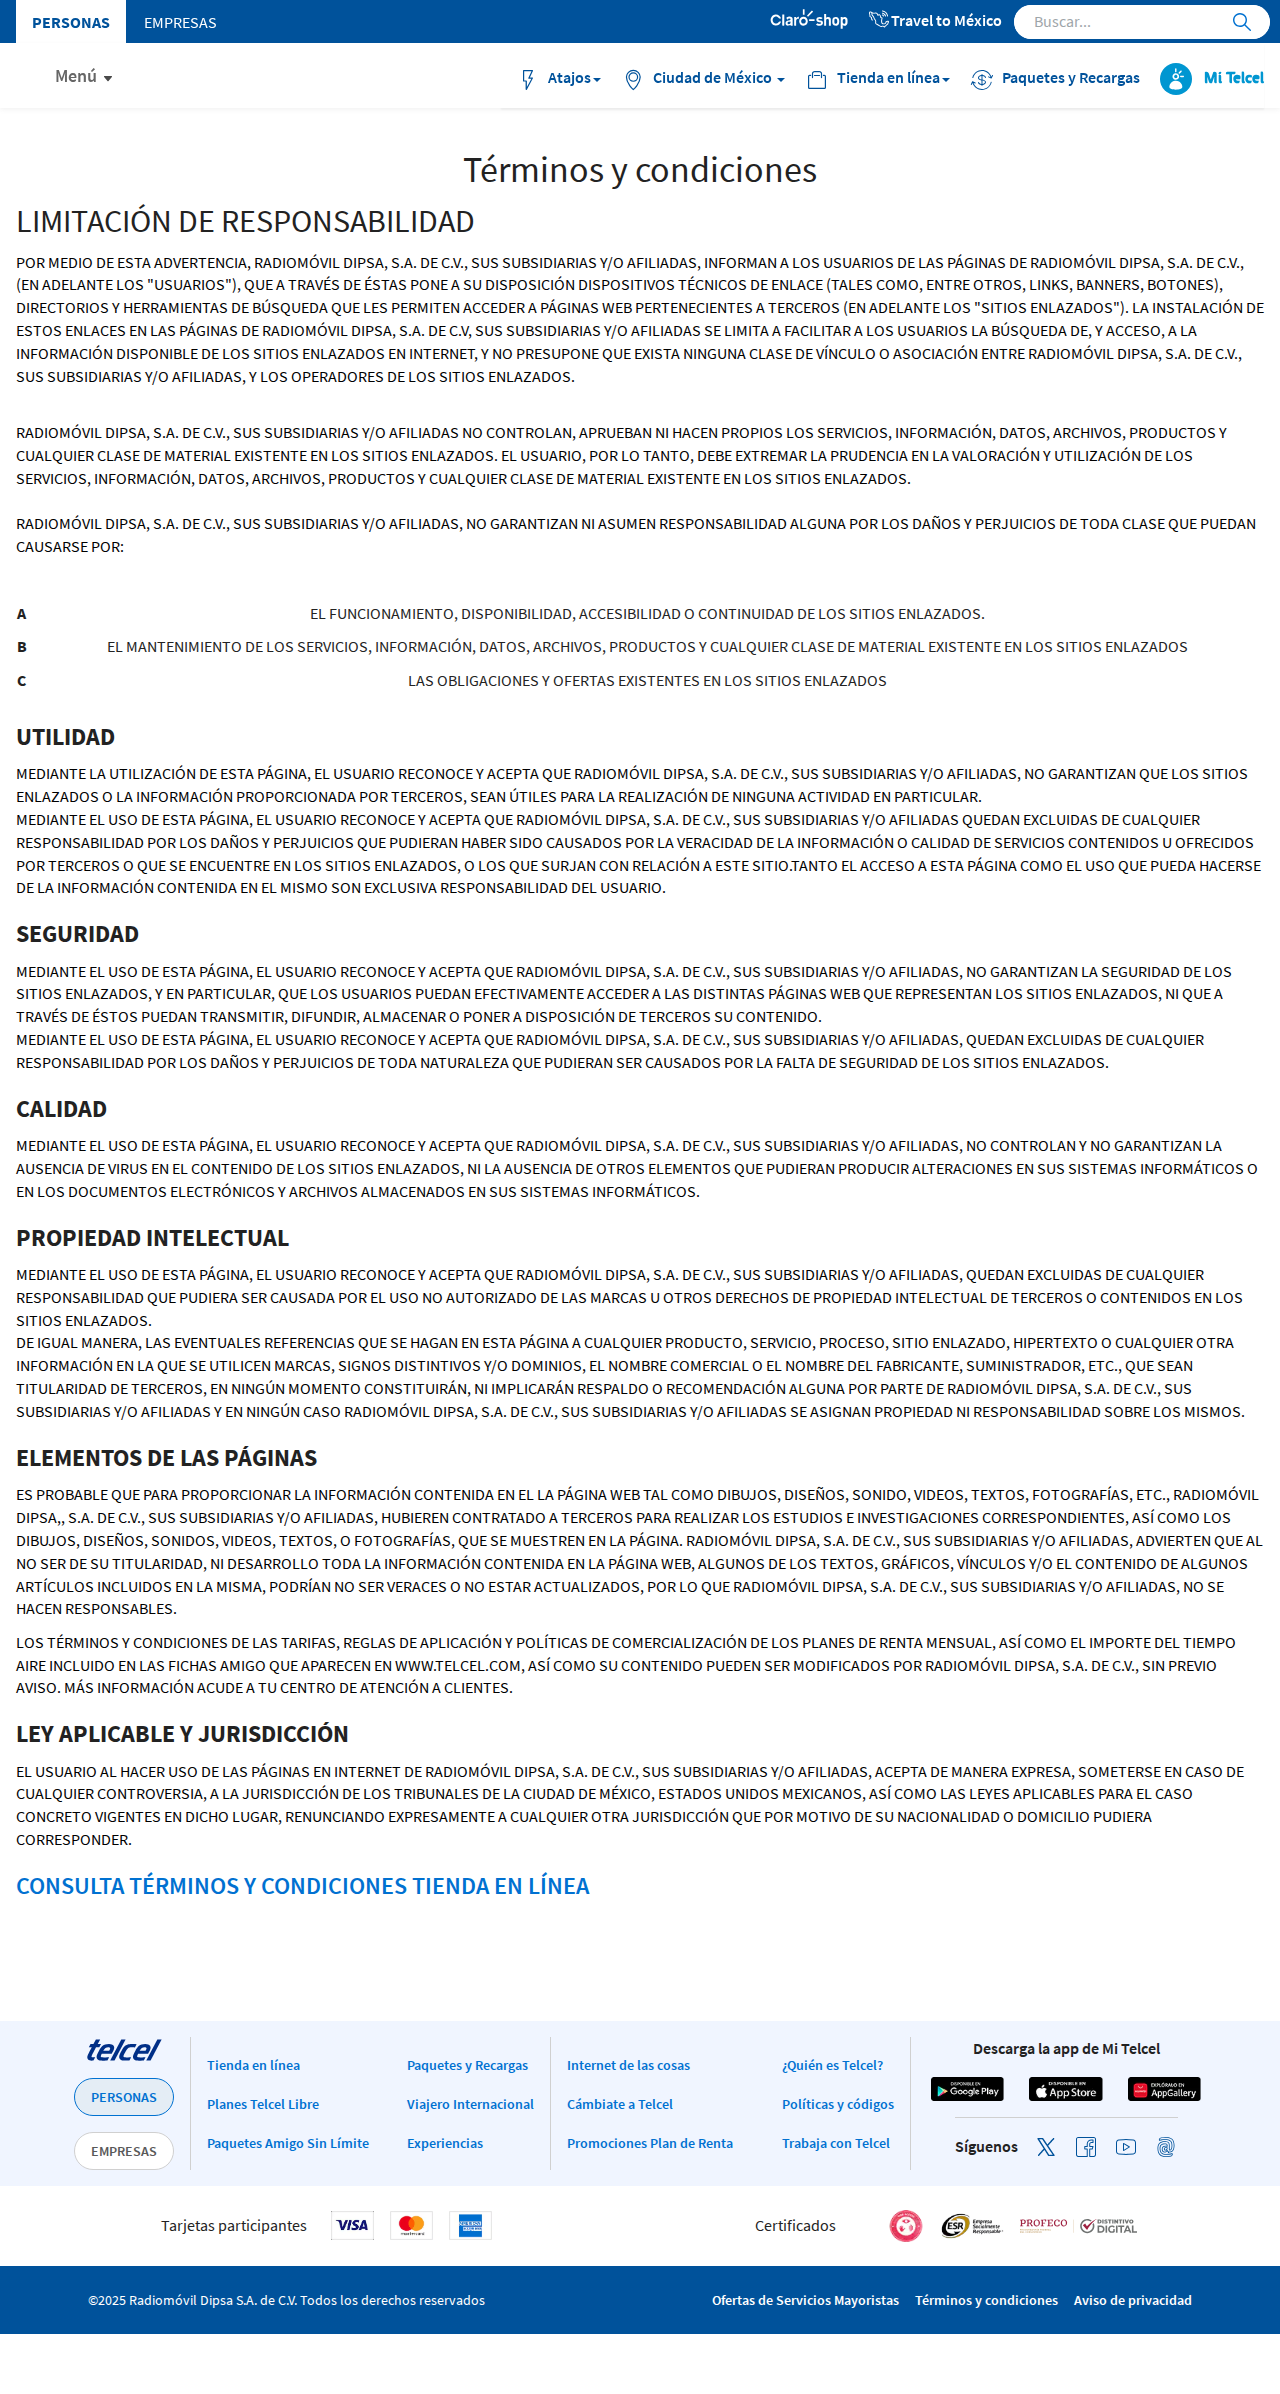 PERSONAS
EMPRESAS
Claro-shop
Travel to México
Buscar...
Menú
Atajos
Ciudad de México
Tienda en línea
Paquetes y Recargas
Mi Telcel
Términos y condiciones
LIMITACIÓN DE RESPONSABILIDAD
POR MEDIO DE ESTA ADVERTENCIA, RADIOMÓVIL DIPSA, S.A. DE C.V., SUS SUBSIDIARIAS Y/O AFILIADAS, INFORMAN A LOS USUARIOS DE LAS PÁGINAS DE RADIOMÓVIL DIPSA, S.A. DE C.V.,
(EN ADELANTE LOS "USUARIOS"), QUE A TRAVÉS DE ÉSTAS PONE A SU DISPOSICIÓN DISPOSITIVOS TÉCNICOS DE ENLACE (TALES COMO, ENTRE OTROS, LINKS, BANNERS, BOTONES),
DIRECTORIOS Y HERRAMIENTAS DE BÚSQUEDA QUE LES PERMITEN ACCEDER A PÁGINAS WEB PERTENECIENTES A TERCEROS (EN ADELANTE LOS "SITIOS ENLAZADOS"). LA INSTALACIÓN DE
ESTOS ENLACES EN LAS PÁGINAS DE RADIOMÓVIL DIPSA, S.A. DE C.V, SUS SUBSIDIARIAS Y/O AFILIADAS SE LIMITA A FACILITAR A LOS USUARIOS LA BÚSQUEDA DE, Y ACCESO, A LA
INFORMACIÓN DISPONIBLE DE LOS SITIOS ENLAZADOS EN INTERNET, Y NO PRESUPONE QUE EXISTA NINGUNA CLASE DE VÍNCULO O ASOCIACIÓN ENTRE RADIOMÓVIL DIPSA, S.A. DE C.V.,
SUS SUBSIDIARIAS Y/O AFILIADAS, Y LOS OPERADORES DE LOS SITIOS ENLAZADOS.
RADIOMÓVIL DIPSA, S.A. DE C.V., SUS SUBSIDIARIAS Y/O AFILIADAS NO CONTROLAN, APRUEBAN NI HACEN PROPIOS LOS SERVICIOS, INFORMACIÓN, DATOS, ARCHIVOS, PRODUCTOS Y
CUALQUIER CLASE DE MATERIAL EXISTENTE EN LOS SITIOS ENLAZADOS. EL USUARIO, POR LO TANTO, DEBE EXTREMAR LA PRUDENCIA EN LA VALORACIÓN Y UTILIZACIÓN DE LOS
SERVICIOS, INFORMACIÓN, DATOS, ARCHIVOS, PRODUCTOS Y CUALQUIER CLASE DE MATERIAL EXISTENTE EN LOS SITIOS ENLAZADOS.
RADIOMÓVIL DIPSA, S.A. DE C.V., SUS SUBSIDIARIAS Y/O AFILIADAS, NO GARANTIZAN NI ASUMEN RESPONSABILIDAD ALGUNA POR LOS DAÑOS Y PERJUICIOS DE TODA CLASE QUE PUEDAN
CAUSARSE POR:
A EL FUNCIONAMIENTO, DISPONIBILIDAD, ACCESIBILIDAD O CONTINUIDAD DE LOS SITIOS ENLAZADOS.
B EL MANTENIMIENTO DE LOS SERVICIOS, INFORMACIÓN, DATOS, ARCHIVOS, PRODUCTOS Y CUALQUIER CLASE DE MATERIAL EXISTENTE EN LOS SITIOS ENLAZADOS
C LAS OBLIGACIONES Y OFERTAS EXISTENTES EN LOS SITIOS ENLAZADOS
UTILIDAD
MEDIANTE LA UTILIZACIÓN DE ESTA PÁGINA, EL USUARIO RECONOCE Y ACEPTA QUE RADIOMÓVIL DIPSA, S.A. DE C.V., SUS SUBSIDIARIAS Y/O AFILIADAS, NO GARANTIZAN QUE LOS SITIOS
ENLAZADOS O LA INFORMACIÓN PROPORCIONADA POR TERCEROS, SEAN ÚTILES PARA LA REALIZACIÓN DE NINGUNA ACTIVIDAD EN PARTICULAR.
MEDIANTE EL USO DE ESTA PÁGINA, EL USUARIO RECONOCE Y ACEPTA QUE RADIOMÓVIL DIPSA, S.A. DE C.V., SUS SUBSIDIARIAS Y/O AFILIADAS QUEDAN EXCLUIDAS DE CUALQUIER
RESPONSABILIDAD POR LOS DAÑOS Y PERJUICIOS QUE PUDIERAN HABER SIDO CAUSADOS POR LA VERACIDAD DE LA INFORMACIÓN O CALIDAD DE SERVICIOS CONTENIDOS U OFRECIDOS
POR TERCEROS O QUE SE ENCUENTRE EN LOS SITIOS ENLAZADOS, O LOS QUE SURJAN CON RELACIÓN A ESTE SITIO.TANTO EL ACCESO A ESTA PÁGINA COMO EL USO QUE PUEDA HACERSE
DE LA INFORMACIÓN CONTENIDA EN EL MISMO SON EXCLUSIVA RESPONSABILIDAD DEL USUARIO.
SEGURIDAD
MEDIANTE EL USO DE ESTA PÁGINA, EL USUARIO RECONOCE Y ACEPTA QUE RADIOMÓVIL DIPSA, S.A. DE C.V., SUS SUBSIDIARIAS Y/O AFILIADAS, NO GARANTIZAN LA SEGURIDAD DE LOS
SITIOS ENLAZADOS, Y EN PARTICULAR, QUE LOS USUARIOS PUEDAN EFECTIVAMENTE ACCEDER A LAS DISTINTAS PÁGINAS WEB QUE REPRESENTAN LOS SITIOS ENLAZADOS, NI QUE A
TRAVÉS DE ÉSTOS PUEDAN TRANSMITIR, DIFUNDIR, ALMACENAR O PONER A DISPOSICIÓN DE TERCEROS SU CONTENIDO.
MEDIANTE EL USO DE ESTA PÁGINA, EL USUARIO RECONOCE Y ACEPTA QUE RADIOMÓVIL DIPSA, S.A. DE C.V., SUS SUBSIDIARIAS Y/O AFILIADAS, QUEDAN EXCLUIDAS DE CUALQUIER
RESPONSABILIDAD POR LOS DAÑOS Y PERJUICIOS DE TODA NATURALEZA QUE PUDIERAN SER CAUSADOS POR LA FALTA DE SEGURIDAD DE LOS SITIOS ENLAZADOS.
CALIDAD
MEDIANTE EL USO DE ESTA PÁGINA, EL USUARIO RECONOCE Y ACEPTA QUE RADIOMÓVIL DIPSA, S.A. DE C.V., SUS SUBSIDIARIAS Y/O AFILIADAS, NO CONTROLAN Y NO GARANTIZAN LA
AUSENCIA DE VIRUS EN EL CONTENIDO DE LOS SITIOS ENLAZADOS, NI LA AUSENCIA DE OTROS ELEMENTOS QUE PUDIERAN PRODUCIR ALTERACIONES EN SUS SISTEMAS INFORMÁTICOS O
EN LOS DOCUMENTOS ELECTRÓNICOS Y ARCHIVOS ALMACENADOS EN SUS SISTEMAS INFORMÁTICOS.
PROPIEDAD INTELECTUAL
MEDIANTE EL USO DE ESTA PÁGINA, EL USUARIO RECONOCE Y ACEPTA QUE RADIOMÓVIL DIPSA, S.A. DE C.V., SUS SUBSIDIARIAS Y/O AFILIADAS, QUEDAN EXCLUIDAS DE CUALQUIER
RESPONSABILIDAD QUE PUDIERA SER CAUSADA POR EL USO NO AUTORIZADO DE LAS MARCAS U OTROS DERECHOS DE PROPIEDAD INTELECTUAL DE TERCEROS O CONTENIDOS EN LOS
SITIOS ENLAZADOS.
DE IGUAL MANERA, LAS EVENTUALES REFERENCIAS QUE SE HAGAN EN ESTA PÁGINA A CUALQUIER PRODUCTO, SERVICIO, PROCESO, SITIO ENLAZADO, HIPERTEXTO O CUALQUIER OTRA
INFORMACIÓN EN LA QUE SE UTILICEN MARCAS, SIGNOS DISTINTIVOS Y/O DOMINIOS, EL NOMBRE COMERCIAL O EL NOMBRE DEL FABRICANTE, SUMINISTRADOR, ETC., QUE SEAN
TITULARIDAD DE TERCEROS, EN NINGÚN MOMENTO CONSTITUIRÁN, NI IMPLICARÁN RESPALDO O RECOMENDACIÓN ALGUNA POR PARTE DE RADIOMÓVIL DIPSA, S.A. DE C.V., SUS
SUBSIDIARIAS Y/O AFILIADAS Y EN NINGÚN CASO RADIOMÓVIL DIPSA, S.A. DE C.V., SUS SUBSIDIARIAS Y/O AFILIADAS SE ASIGNAN PROPIEDAD NI RESPONSABILIDAD SOBRE LOS MISMOS.
ELEMENTOS DE LAS PÁGINAS
ES PROBABLE QUE PARA PROPORCIONAR LA INFORMACIÓN CONTENIDA EN EL LA PÁGINA WEB TAL COMO DIBUJOS, DISEÑOS, SONIDO, VIDEOS, TEXTOS, FOTOGRAFÍAS, ETC., RADIOMÓVIL
DIPSA,, S.A. DE C.V., SUS SUBSIDIARIAS Y/O AFILIADAS, HUBIEREN CONTRATADO A TERCEROS PARA REALIZAR LOS ESTUDIOS E INVESTIGACIONES CORRESPONDIENTES, ASÍ COMO LOS
DIBUJOS, DISEÑOS, SONIDOS, VIDEOS, TEXTOS, O FOTOGRAFÍAS, QUE SE MUESTREN EN LA PÁGINA. RADIOMÓVIL DIPSA, S.A. DE C.V., SUS SUBSIDIARIAS Y/O AFILIADAS, ADVIERTEN QUE AL
NO SER DE SU TITULARIDAD, NI DESARROLLO TODA LA INFORMACIÓN CONTENIDA EN LA PÁGINA WEB, ALGUNOS DE LOS TEXTOS, GRÁFICOS, VÍNCULOS Y/O EL CONTENIDO DE ALGUNOS
ARTÍCULOS INCLUIDOS EN LA MISMA, PODRÍAN NO SER VERACES O NO ESTAR ACTUALIZADOS, POR LO QUE RADIOMÓVIL DIPSA, S.A. DE C.V., SUS SUBSIDIARIAS Y/O AFILIADAS, NO SE
HACEN RESPONSABLES.
LOS TÉRMINOS Y CONDICIONES DE LAS TARIFAS, REGLAS DE APLICACIÓN Y POLÍTICAS DE COMERCIALIZACIÓN DE LOS PLANES DE RENTA MENSUAL, ASÍ COMO EL IMPORTE DEL TIEMPO
AIRE INCLUIDO EN LAS FICHAS AMIGO QUE APARECEN EN WWW.TELCEL.COM, ASÍ COMO SU CONTENIDO PUEDEN SER MODIFICADOS POR RADIOMÓVIL DIPSA, S.A. DE C.V., SIN PREVIO
AVISO. MÁS INFORMACIÓN ACUDE A TU CENTRO DE ATENCIÓN A CLIENTES.
LEY APLICABLE Y JURISDICCIÓN
EL USUARIO AL HACER USO DE LAS PÁGINAS EN INTERNET DE RADIOMÓVIL DIPSA, S.A. DE C.V., SUS SUBSIDIARIAS Y/O AFILIADAS, ACEPTA DE MANERA EXPRESA, SOMETERSE EN CASO DE
CUALQUIER CONTROVERSIA, A LA JURISDICCIÓN DE LOS TRIBUNALES DE LA CIUDAD DE MÉXICO, ESTADOS UNIDOS MEXICANOS, ASÍ COMO LAS LEYES APLICABLES PARA EL CASO
CONCRETO VIGENTES EN DICHO LUGAR, RENUNCIANDO EXPRESAMENTE A CUALQUIER OTRA JURISDICCIÓN QUE POR MOTIVO DE SU NACIONALIDAD O DOMICILIO PUDIERA
CORRESPONDER.
CONSULTA TÉRMINOS Y CONDICIONES TIENDA EN LÍNEA
telcel
PERSONAS
EMPRESAS
Tienda en línea
Planes Telcel Libre
Paquetes Amigo Sin Límite
Paquetes y Recargas
Viajero Internacional
Experiencias
Internet de las cosas
Cámbiate a Telcel
Promociones Plan de Renta
¿Quién es Telcel?
Políticas y códigos
Trabaja con Telcel
Descarga la app de Mi Telcel
DISPONIBLE EN
Google Play
DISPONIBLE EN
App Store
EXPLÓRALO EN
AppGallery
Síguenos
Tarjetas participantes
VISA
mastercard
Certificados
ESR
Empresa
Socialmente
Responsable
PROFECO
DISTINTIVO
DIGITAL
©2025 Radiomóvil Dipsa S.A. de C.V. Todos los derechos reservados
Ofertas de Servicios Mayoristas
Términos y condiciones
Aviso de privacidad